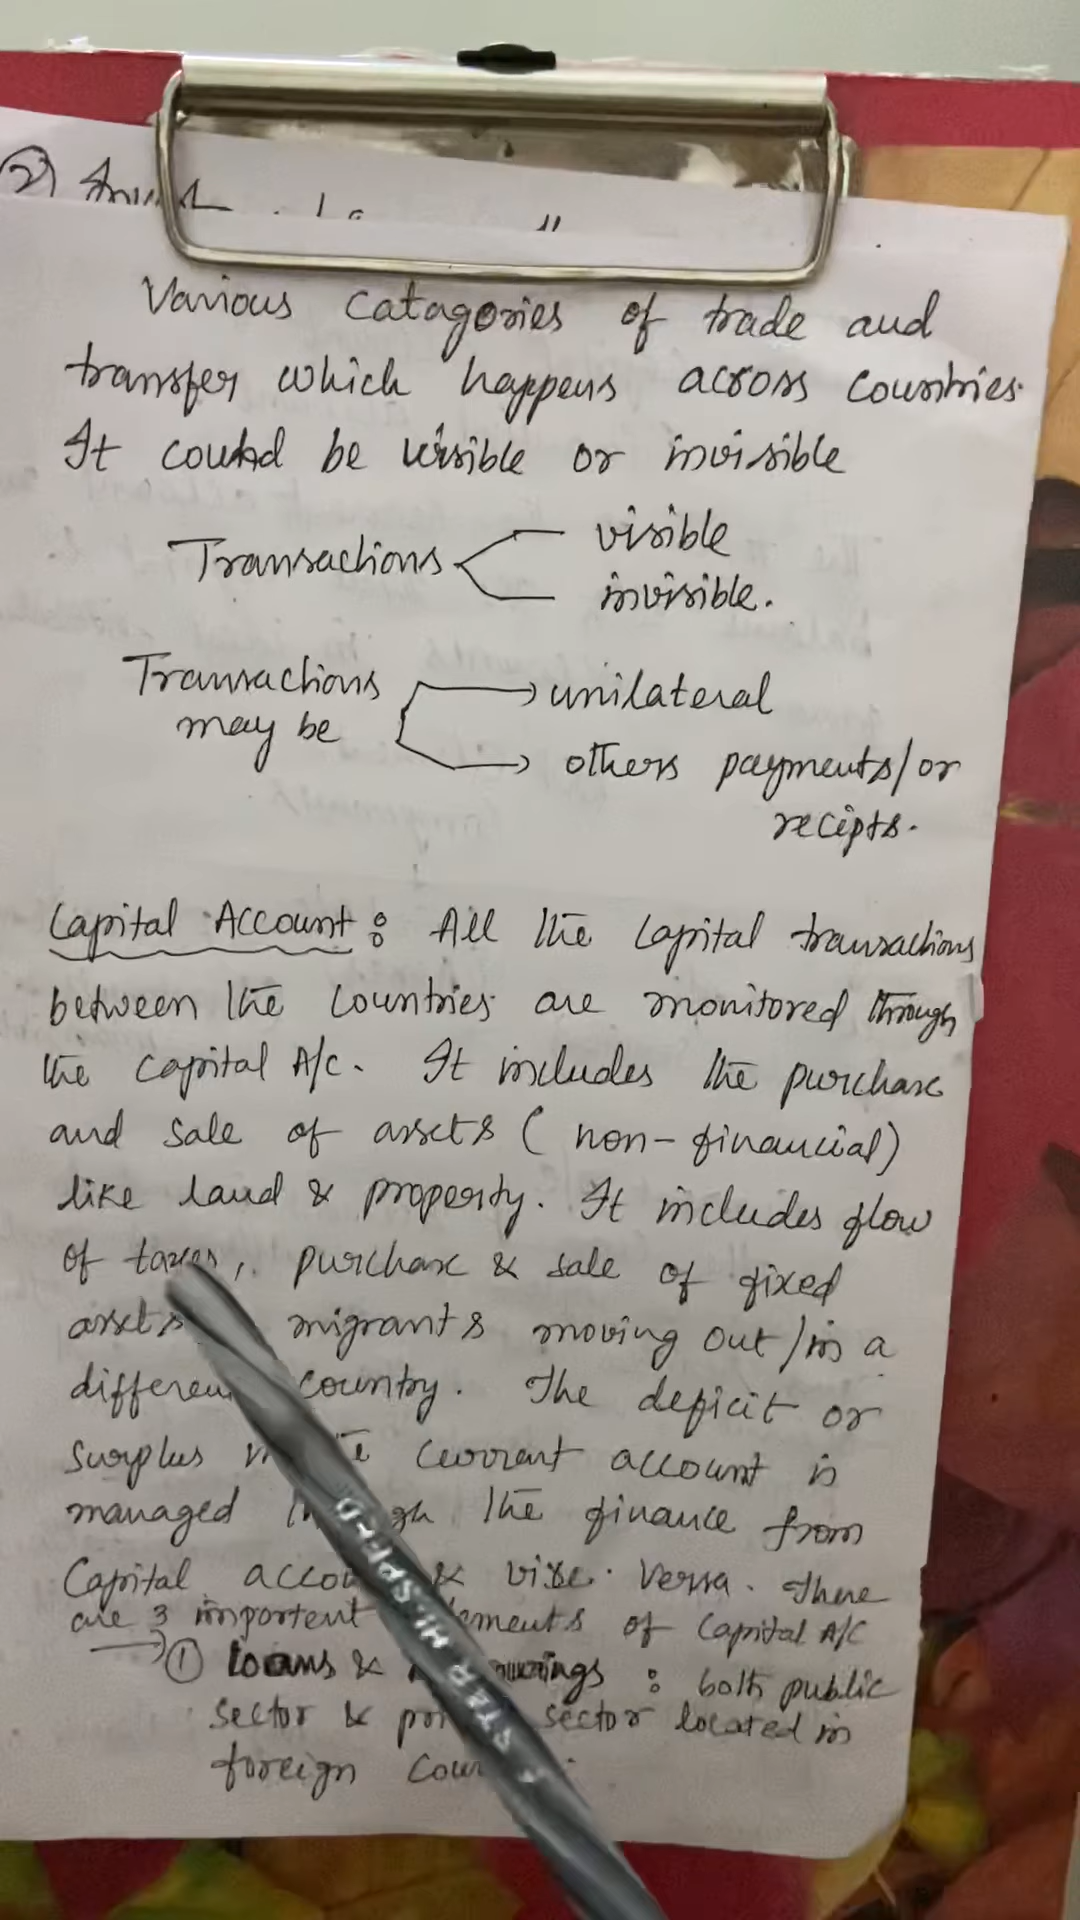 2)
Various catagories of trade and
transfer which happens across countries.
It could be visible or invisible
Transactions visible
invisible.
Transactions may be → unilateral
→ others payments/or
recipts.
Capital Account : All the capital transactions
between the countries are monitored through
the capital A/c. It includes the purchase
and sale of assets ( non-financial)
like land & property. It includes flow
of taxes, purchase & sale of fixed
assets migrants moving out/in a
country. The deficit or
surplus current account is
managed the finance from
Capital & vise versa. There
are 3 importent elements of Capital A/C
→ ① loans & : both public
sector & sector located in
foreign
STER HI-SPEED